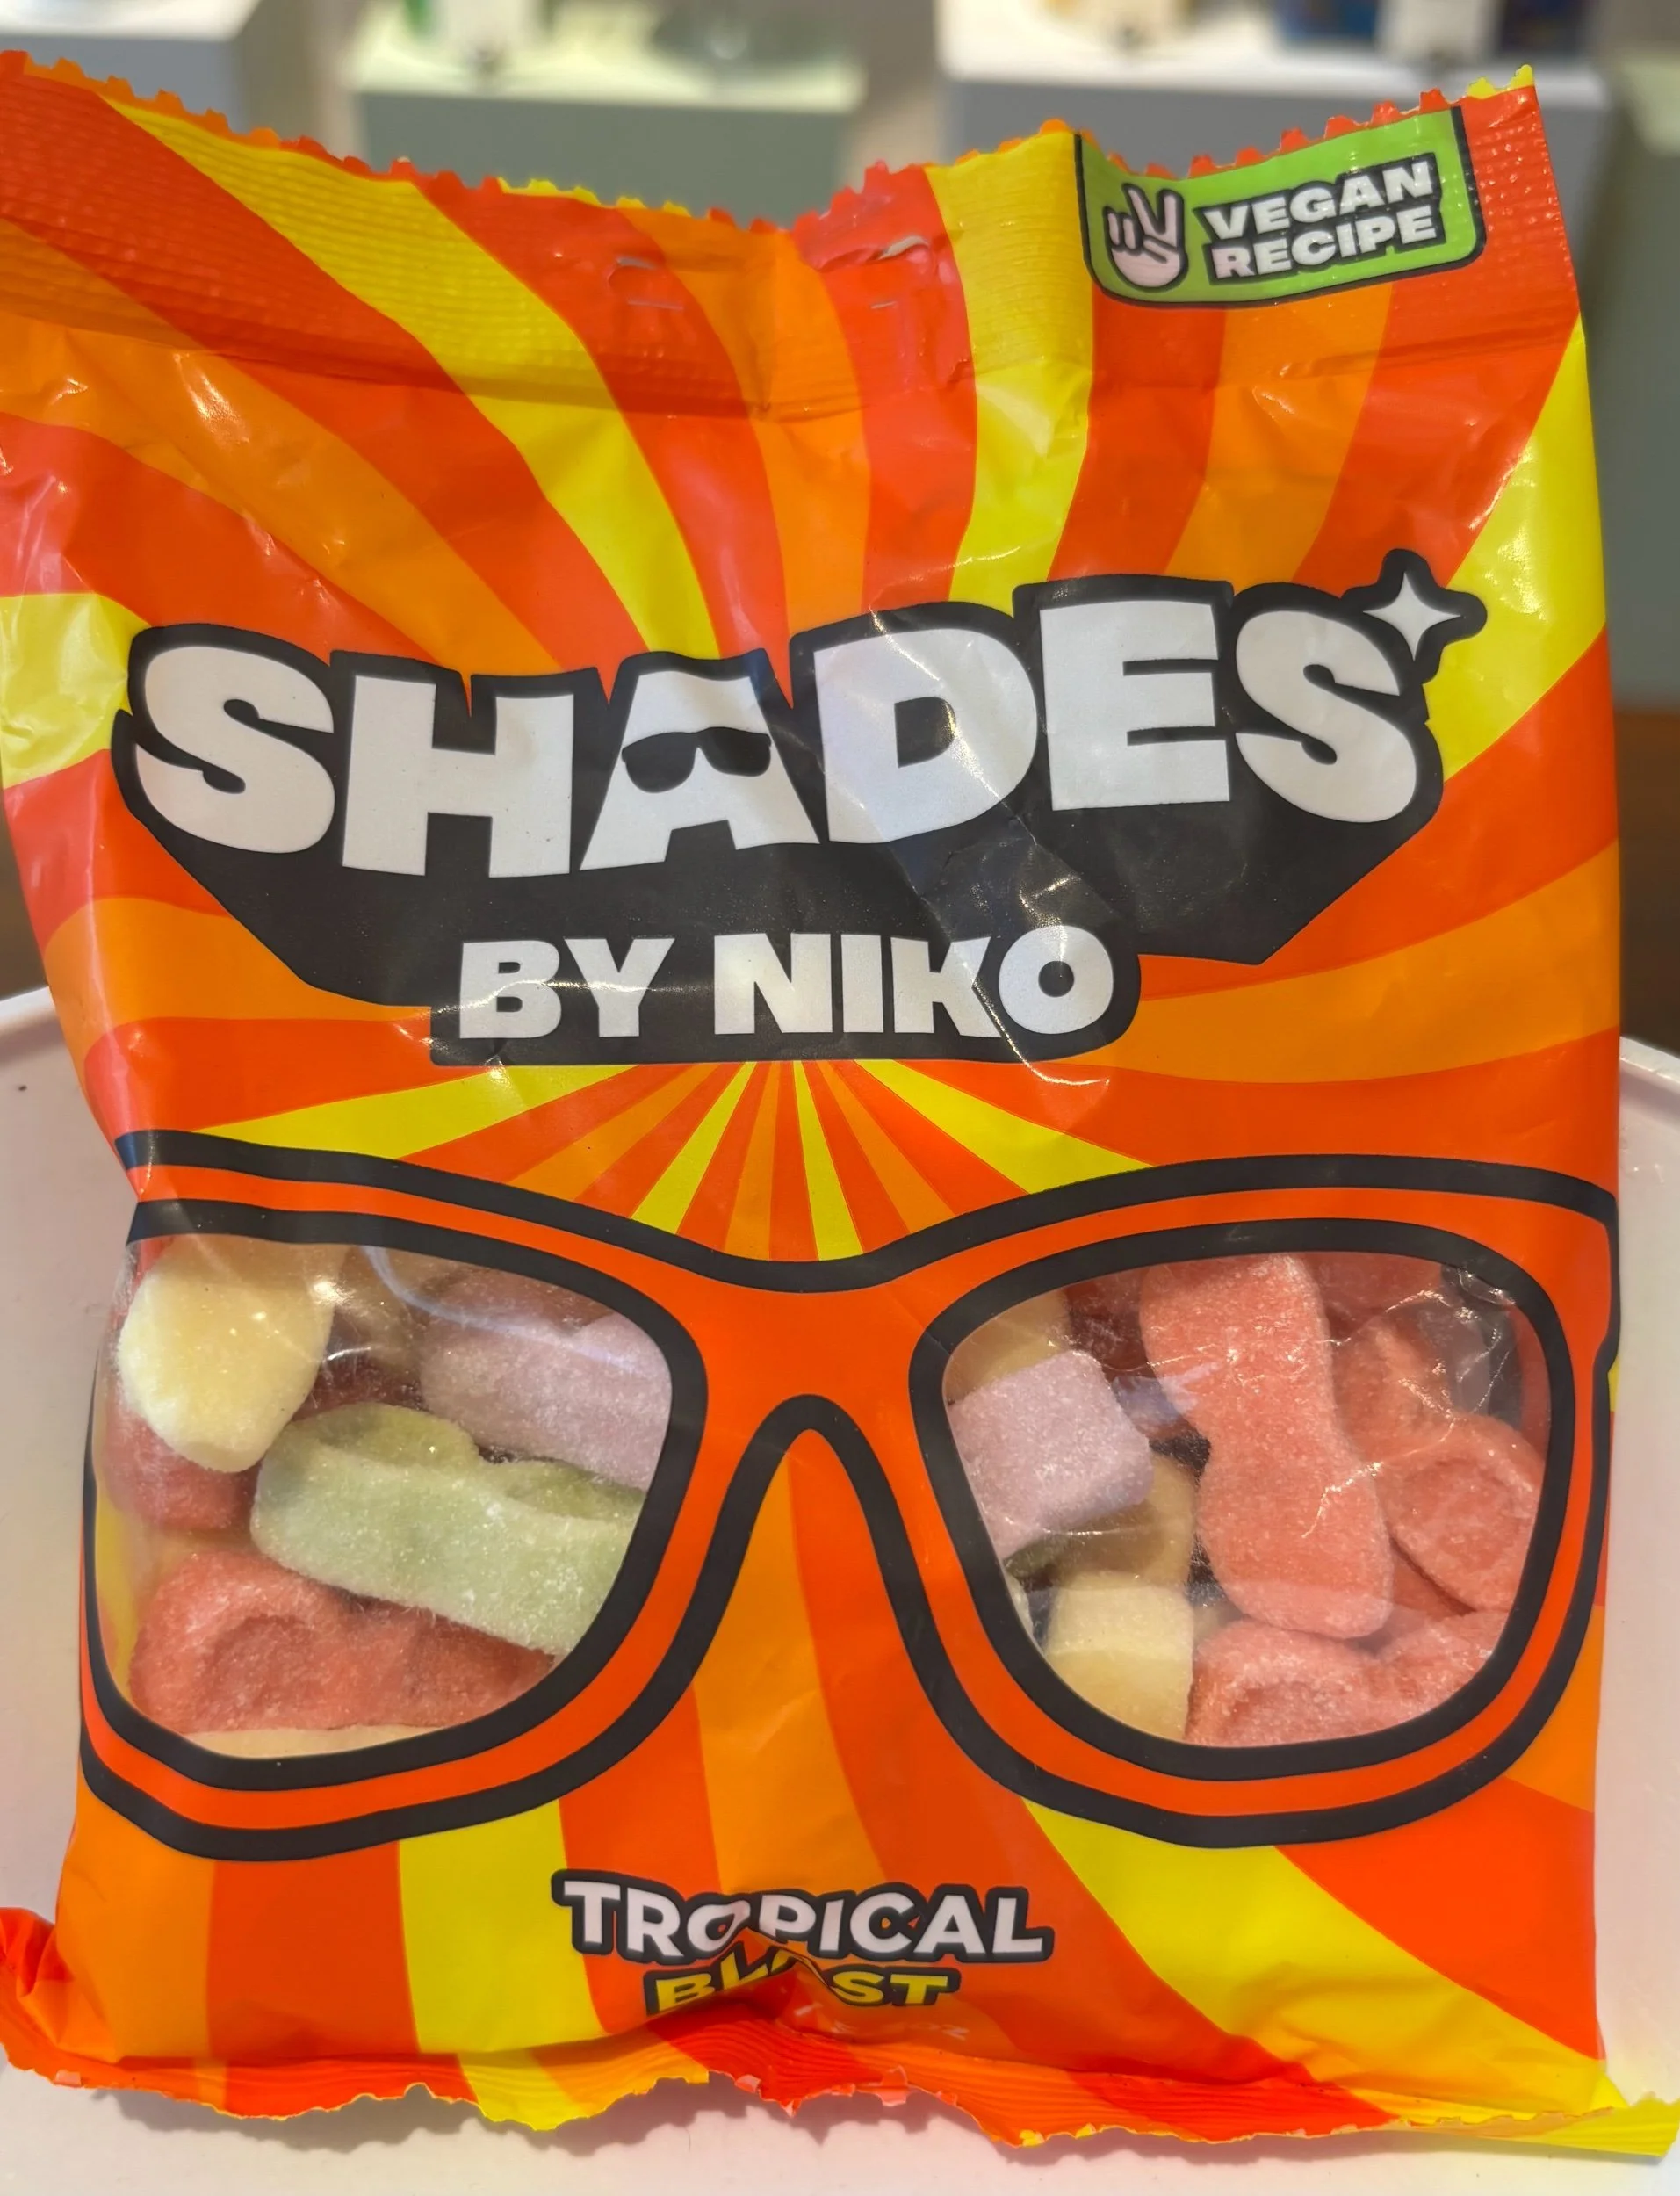 VEGAN
RECIPE
SHADES
BY NIKO
TROPICAL
BLAST